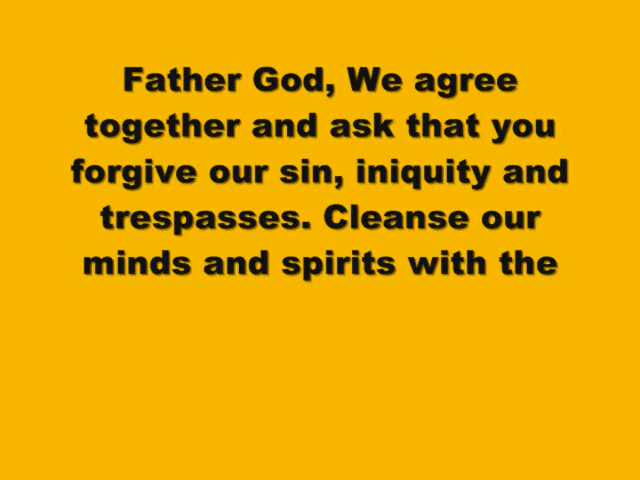 Father God, We agree
together and ask that you
forgive our sin, iniquity and
trespasses. Cleanse our
minds and spirits with the